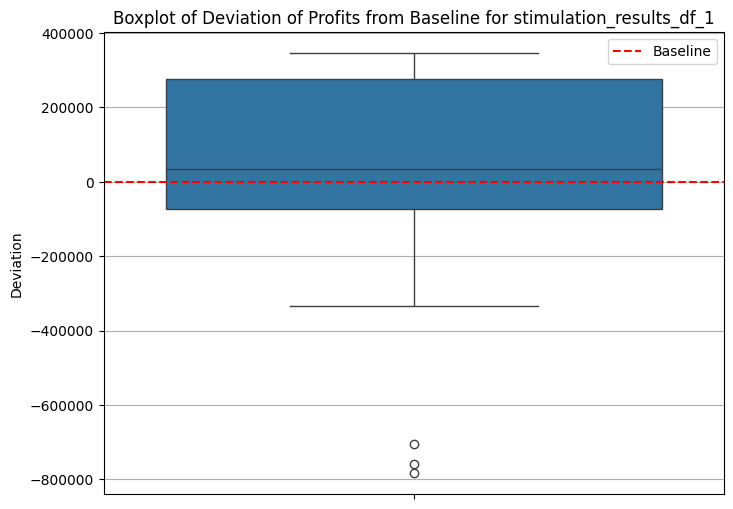 Boxplot of Deviation of Profits from Baseline for stimulation_results_df_1
400000
Baseline
200000
0
−200000
Deviation
−400000
−600000
−800000